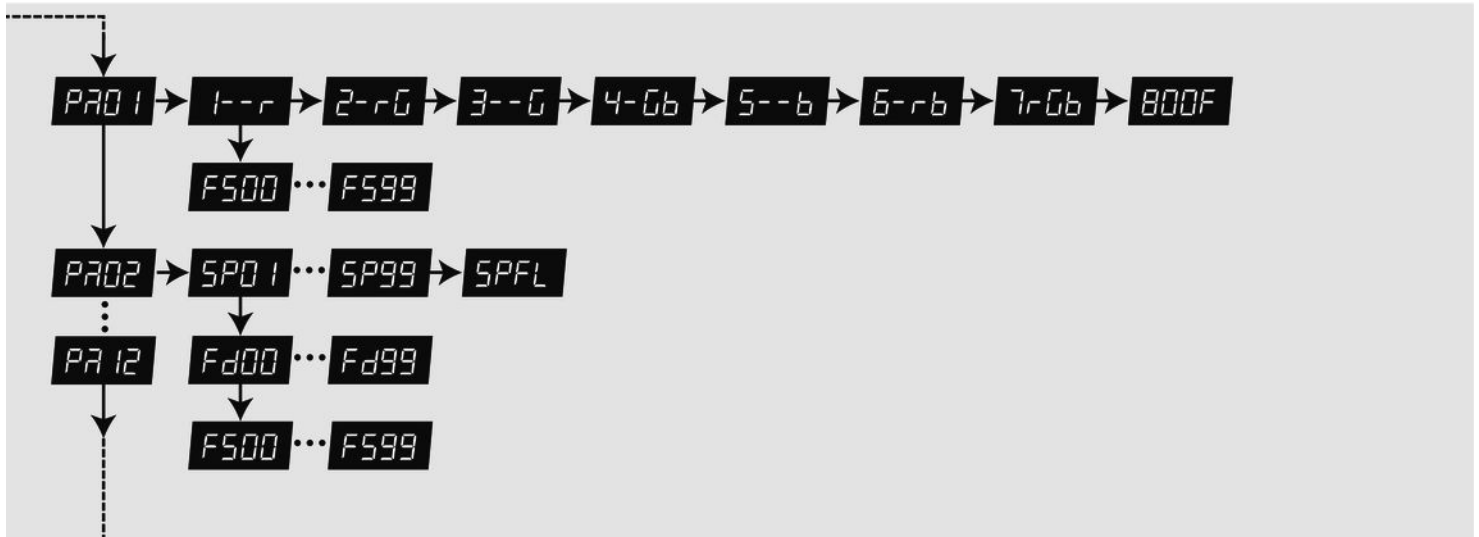 PA01 1--r 2-rG 3--G 4-Gb 5--b 6-rb 7rGb 800F
FS00 ··· FS99
PA02 SP01 ··· SP99 SPFL
PA12 Fd00 ··· Fd99
FS00 ··· FS99